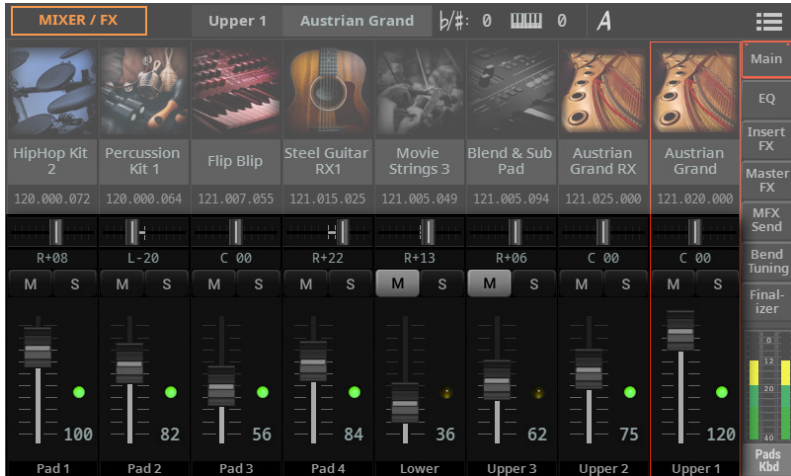 MIXER / FX Upper 1 Austrian Grand ♭/#: 0 0 A
Main
EQ
Insert
FX
Master
FX
MFX
Send
Bend
Tuning
Final-
izer
HipHop Kit
2
Percussion
Kit 1
Flip Blip
Steel Guitar
RX1
Movie
Strings 3
Blend & Sub
Pad
Austrian
Grand RX
Austrian
Grand
120.000.072 120.000.064 121.007.055 121.015.025 121.005.049 121.005.094 121.025.000 121.020.000
R+08 L-20 C 00 R+22 R+13 R+06 C 00 C 00
M S M S M S M S M S M S M S M S
0
12
20
40
100 82 56 84 36 62 75 120
Pad 1 Pad 2 Pad 3 Pad 4 Lower Upper 3 Upper 2 Upper 1
Pads
Kbd